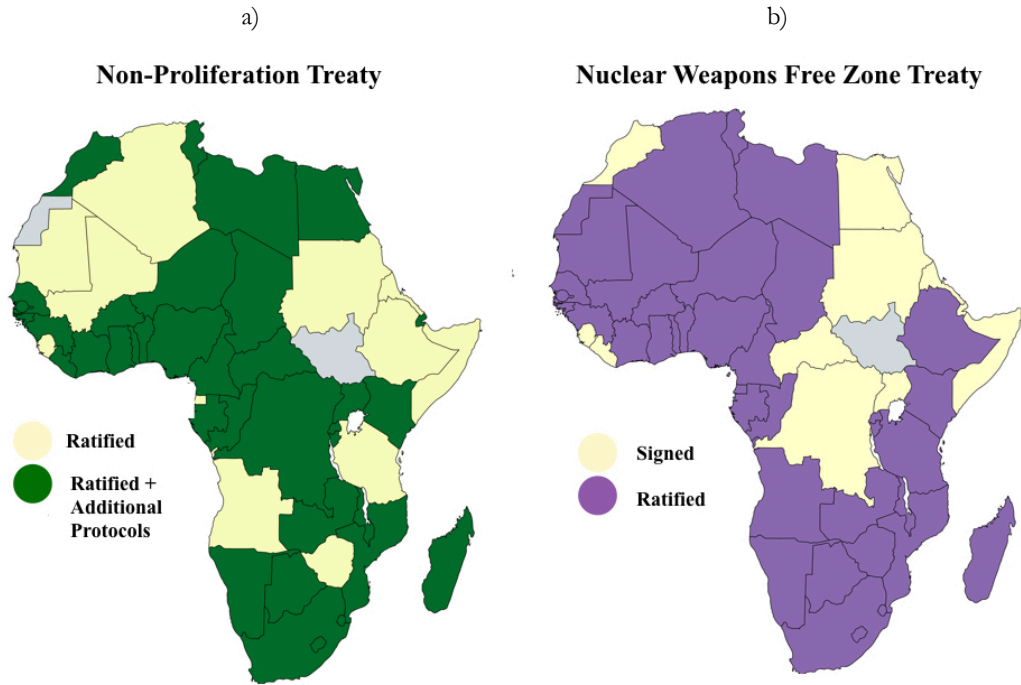 a)
Non-Proliferation Treaty
Ratified
Ratified +
Additional
Protocols
b)
Nuclear Weapons Free Zone Treaty
Signed
Ratified